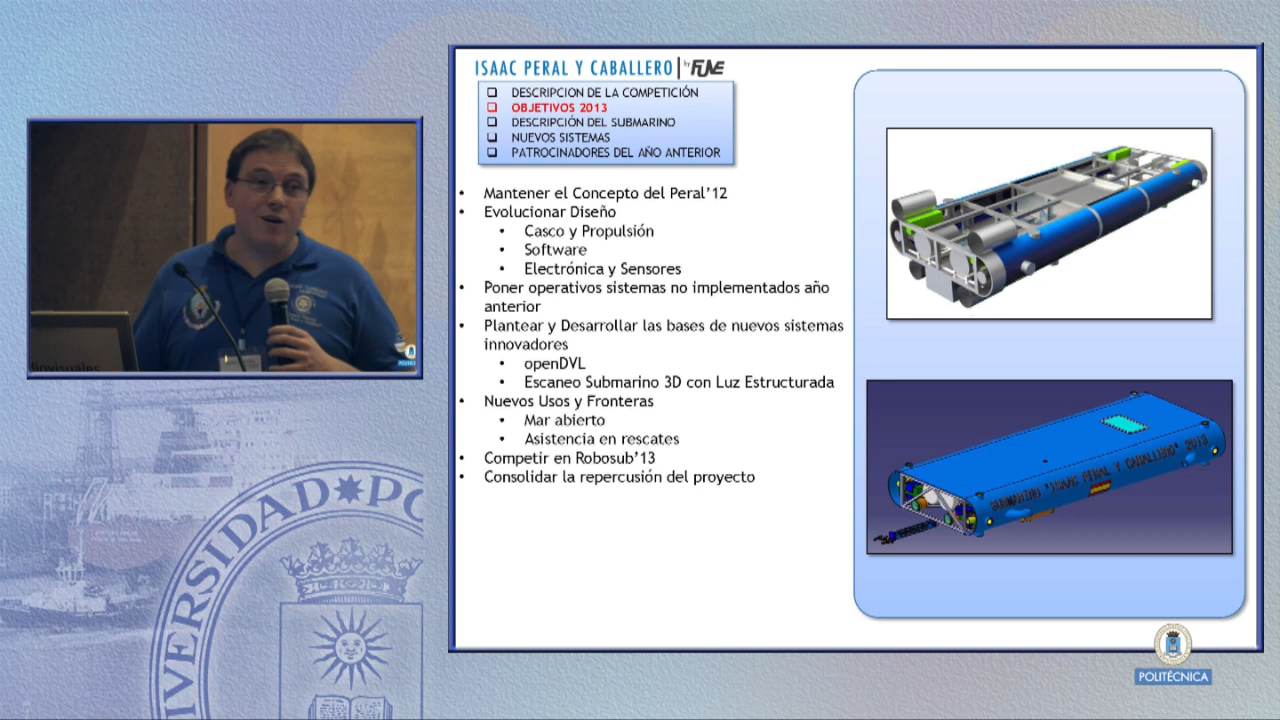 ISAAC PERAL Y CABALLERO| by FUVE
DESCRIPCION DE LA COMPETICIÓN
OBJETIVOS 2013
DESCRIPCIÓN DEL SUBMARINO
NUEVOS SISTEMAS
PATROCINADORES DEL AÑO ANTERIOR
• Mantener el Concepto del Peral’12
• Evolucionar Diseño
• Casco y Propulsión
• Software
• Electrónica y Sensores
• Poner operativos sistemas no implementados año
anterior
• Plantear y Desarrollar las bases de nuevos sistemas
innovadores
• openDVL
• Escaneo Submarino 3D con Luz Estructurada
• Nuevos Usos y Fronteras
• Mar abierto
• Asistencia en rescates
• Competir en Robosub’13
• Consolidar la repercusión del proyecto
SUBMARINO "ISAAC PERAL Y CABALLERO" 2013
POLITÉCNICA
VERSIDAD PO